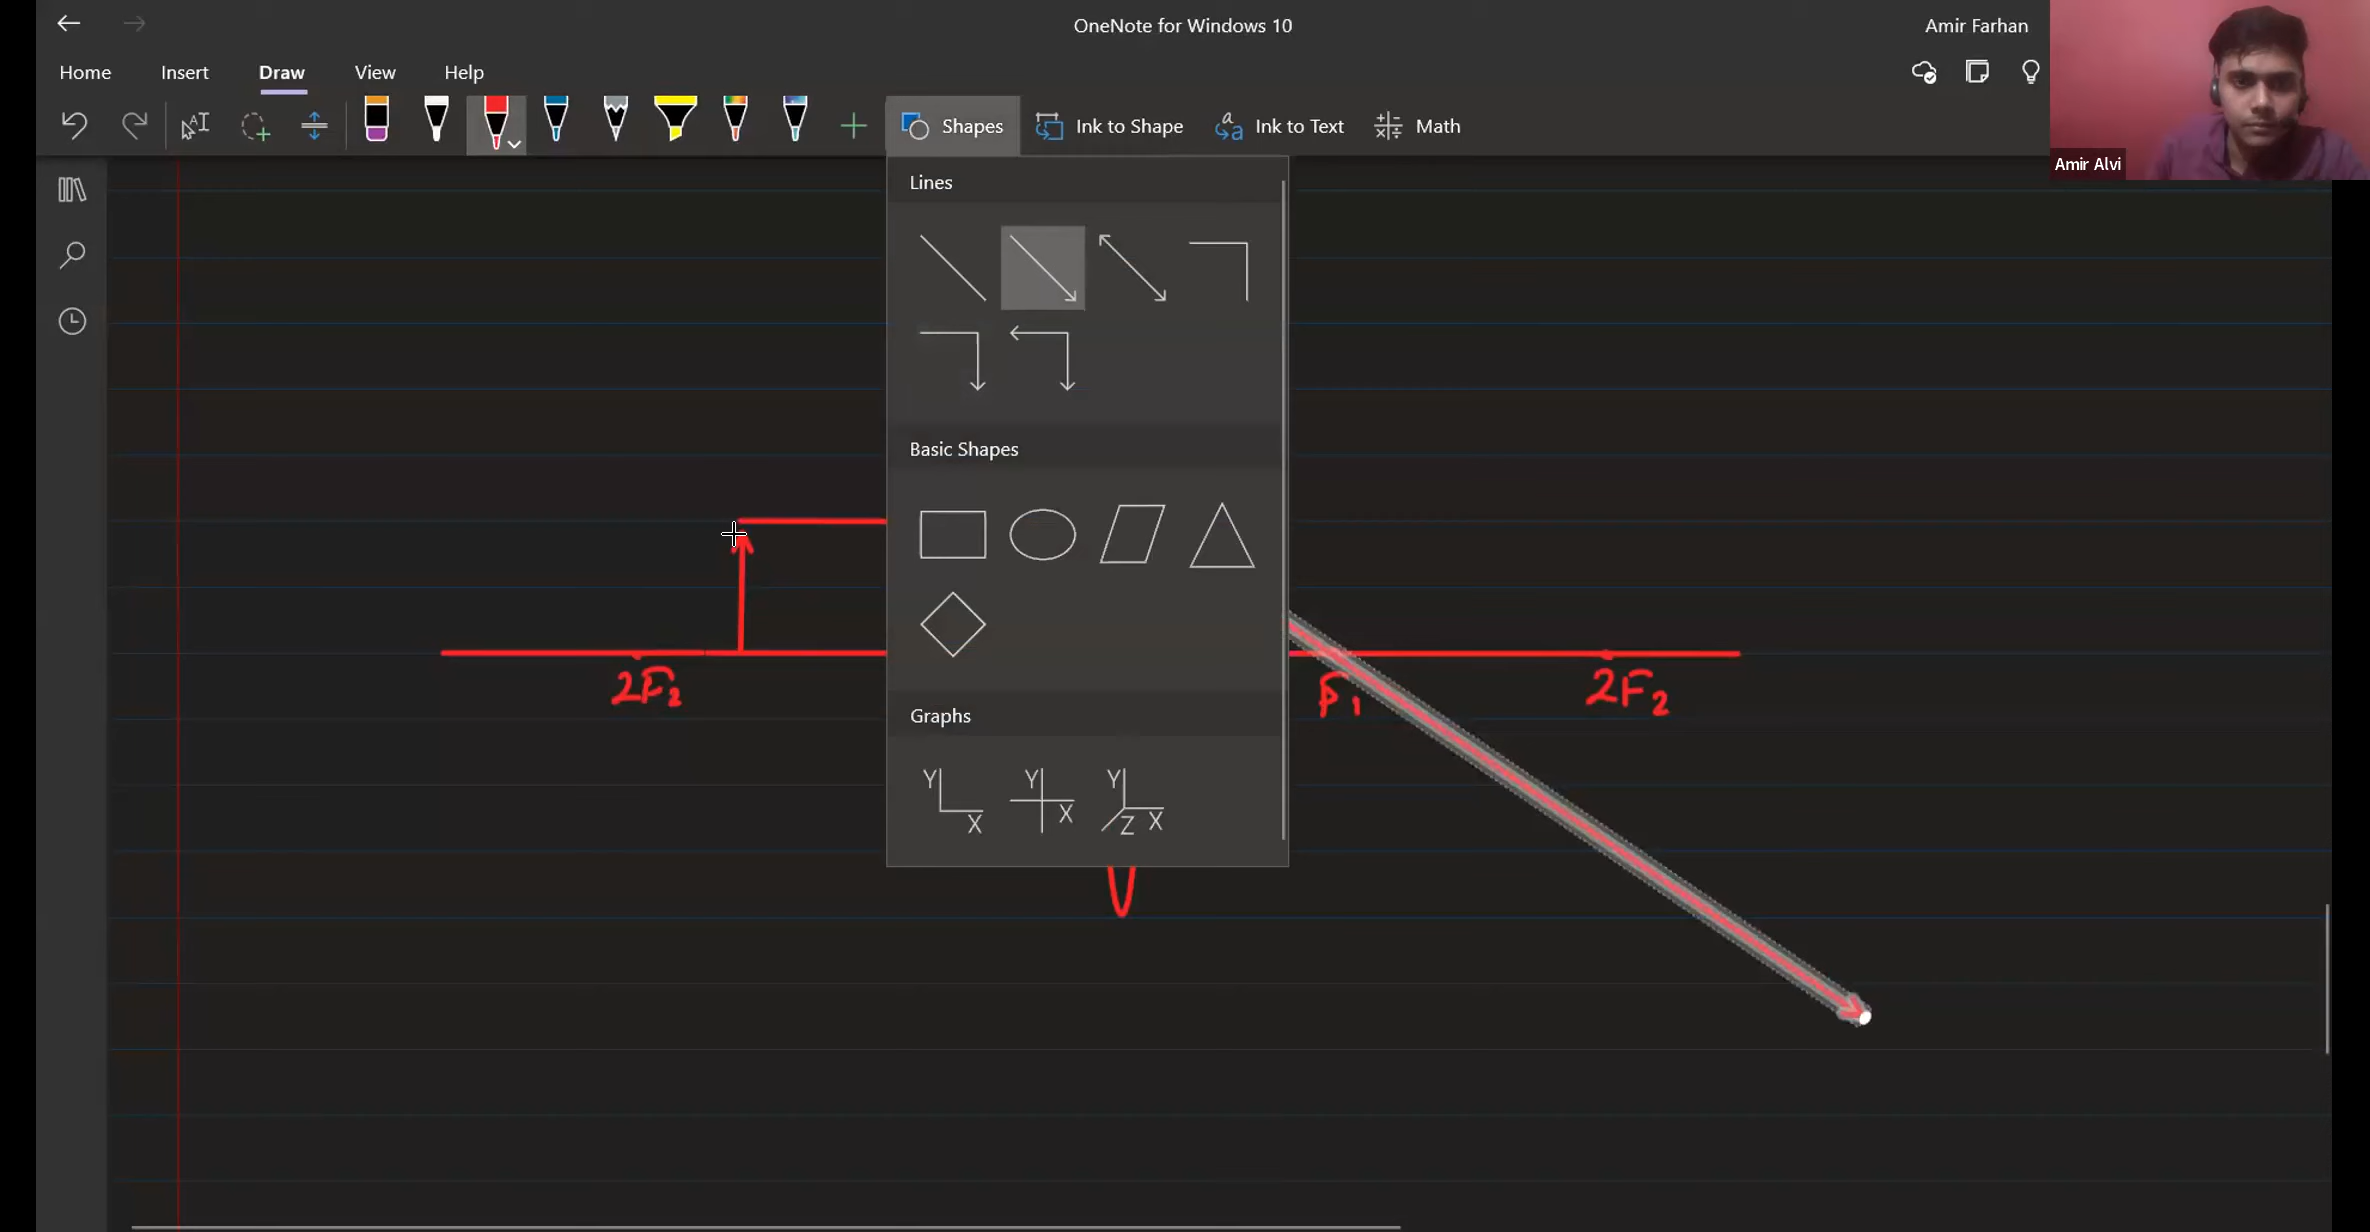 OneNote for Windows 10
Amir Farhan
Home Insert Draw View Help
Shapes Ink to Shape Ink to Text Math
Amir Alvi
Lines
Basic Shapes
2F₂ F₁ 2F₂
Graphs
Y X Y X Y Z X